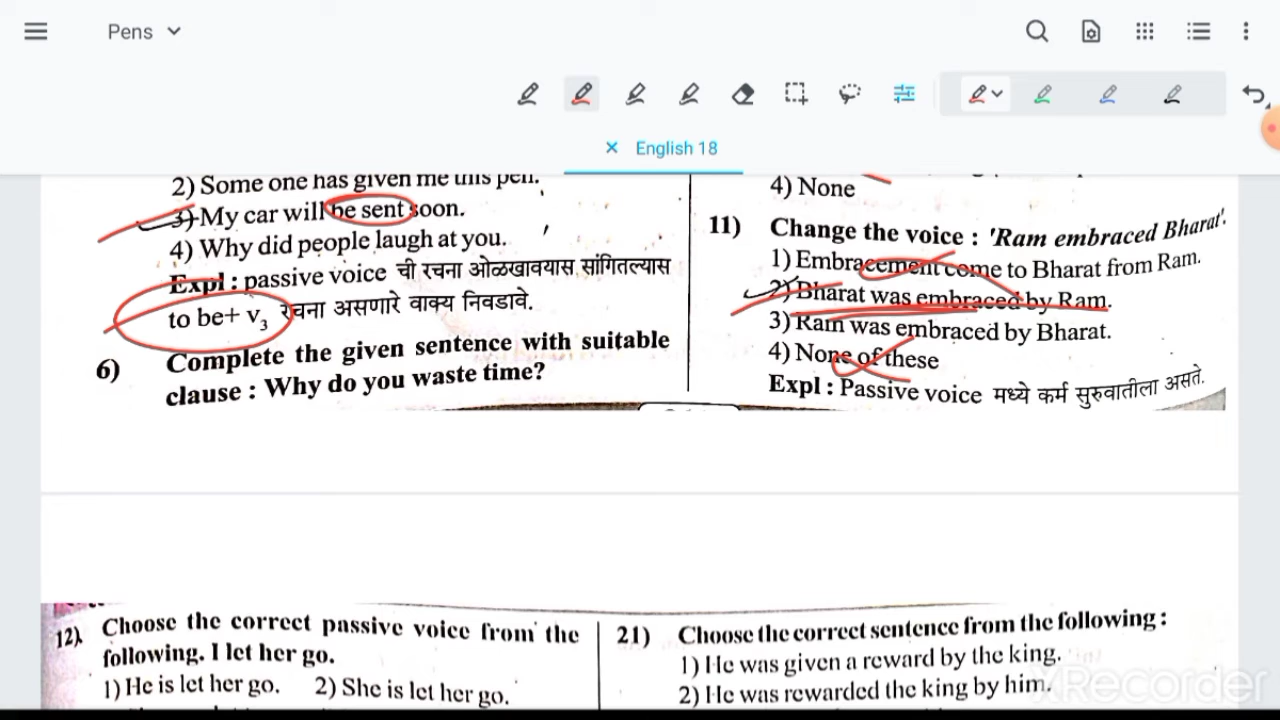 Pens
English 18
2) Some one has given me this pen.
3) My car will be sent soon.
4) Why did people laugh at you.
Expl : passive voice ची रचना ओळखावयास सांगितल्यास
to be+ v3 रचना असणारे वाक्य निवडावे.
6) Complete the given sentence with suitable
clause : Why do you waste time?
4) None
11) Change the voice : 'Ram embraced Bharat'.
1) Embracement come to Bharat from Ram.
2) Bharat was embraced by Ram.
3) Ram was embraced by Bharat.
4) None of these
Expl : Passive voice मध्ये कर्म सुरुवातीला असते.
12). Choose the correct passive voice from the
following. I let her go.
1) He is let her go. 2) She is let her go.
21) Choose the correct sentence from the following :
1) He was given a reward by the king.
2) He was rewarded the king by him.
XRecorder